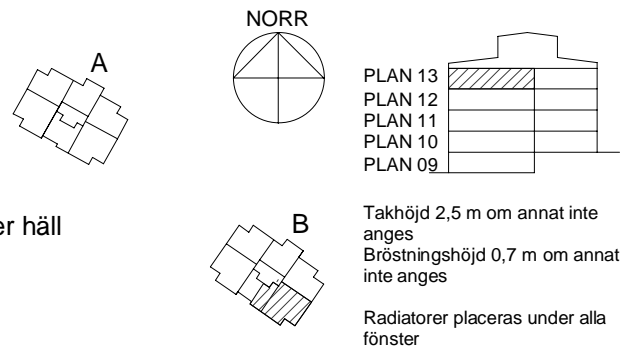 NORR
A
PLAN 13
PLAN 12
PLAN 11
PLAN 10
PLAN 09
er häll
B
Takhöjd 2,5 m om annat inte
anges
Bröstningshöjd 0,7 m om annat
inte anges
Radiatorer placeras under alla
fönster